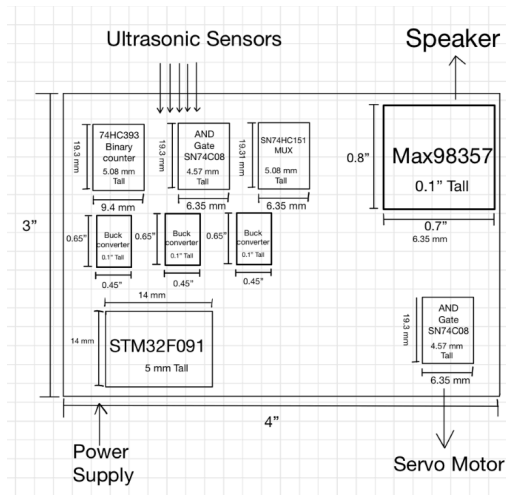 Ultrasonic Sensors
Speaker
19.3 mm
74HC393
Binary
counter
5.08 mm
Tall
9.4 mm
19.3 mm
AND
Gate
SN74C08
4.57 mm
Tall
6.35 mm
19.31 mm
SN74HC151
MUX
5.08 mm
Tall
6.35 mm
0.8”
Max98357
0.1” Tall
0.7”
6.35 mm
3”
0.65”
Buck
converter
0.1” Tall
0.45”
0.65”
Buck
converter
0.1” Tall
0.45”
0.65”
Buck
converter
0.1” Tall
0.45”
14 mm
14 mm
STM32F091
5 mm Tall
19.3 mm
AND
Gate
SN74C08
4.57 mm
Tall
6.35 mm
4”
Power
Supply
Servo Motor